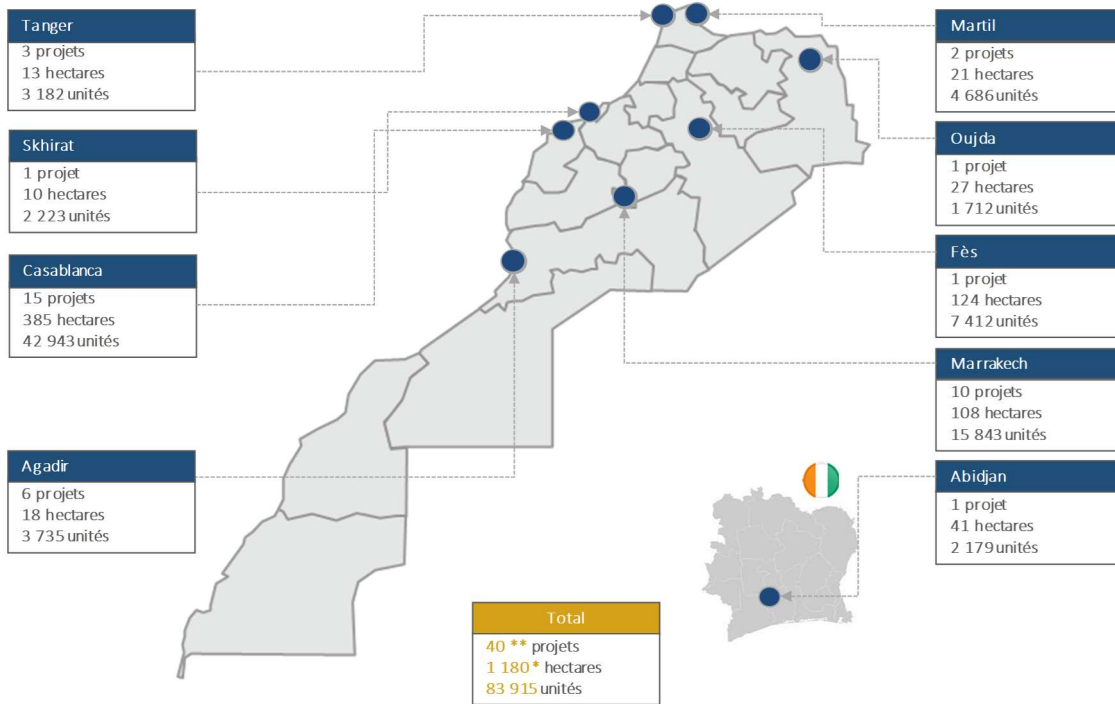 Tanger
3 projets
13 hectares
3 182 unités
Skhirat
1 projet
10 hectares
2 223 unités
Casablanca
15 projets
385 hectares
42 943 unités
Agadir
6 projets
18 hectares
3 735 unités
Martil
2 projets
21 hectares
4 686 unités
Oujda
1 projet
27 hectares
1 712 unités
Fès
1 projet
124 hectares
7 412 unités
Marrakech
10 projets
108 hectares
15 843 unités
Abidjan
1 projet
41 hectares
2 179 unités
Total
40 ** projets
1 180 * hectares
83 915 unités